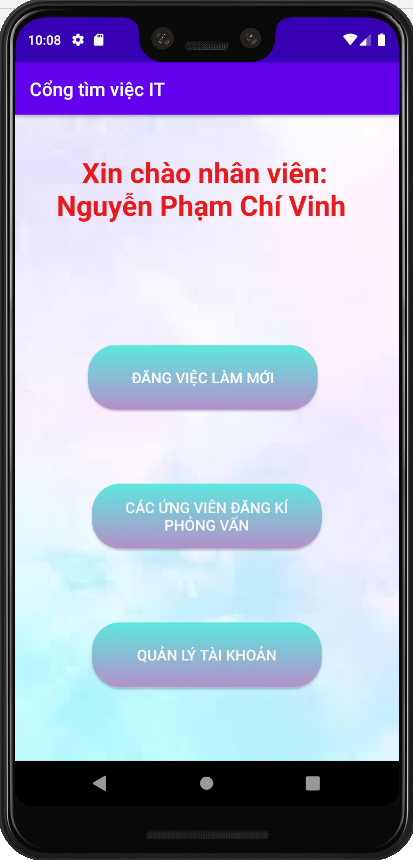 10:08
Cổng tìm việc IT
Xin chào nhân viên:
Nguyễn Phạm Chí Vinh
ĐĂNG VIỆC LÀM MỚI
CÁC ỨNG VIÊN ĐĂNG KÍ
PHỎNG VẤN
QUẢN LÝ TÀI KHOẢN